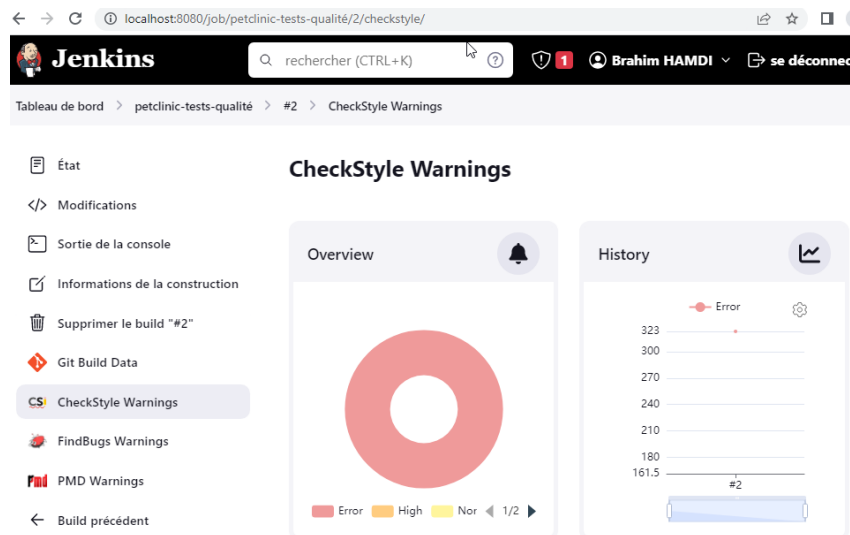 localhost:8080/job/petclinic-tests-qualité/2/checkstyle/
Jenkins
rechercher (CTRL+K)
?
1
Brahim HAMDI
se déconnec
Tableau de bord > petclinic-tests-qualité > #2 > CheckStyle Warnings
État
Modifications
Sortie de la console
Informations de la construction
Supprimer le build "#2"
Git Build Data
CS CheckStyle Warnings
FindBugs Warnings
Pmd PMD Warnings
Build précédent
CheckStyle Warnings
Overview
Error High Nor 1/2
History
Error
323
300
270
240
210
180
161.5
#2